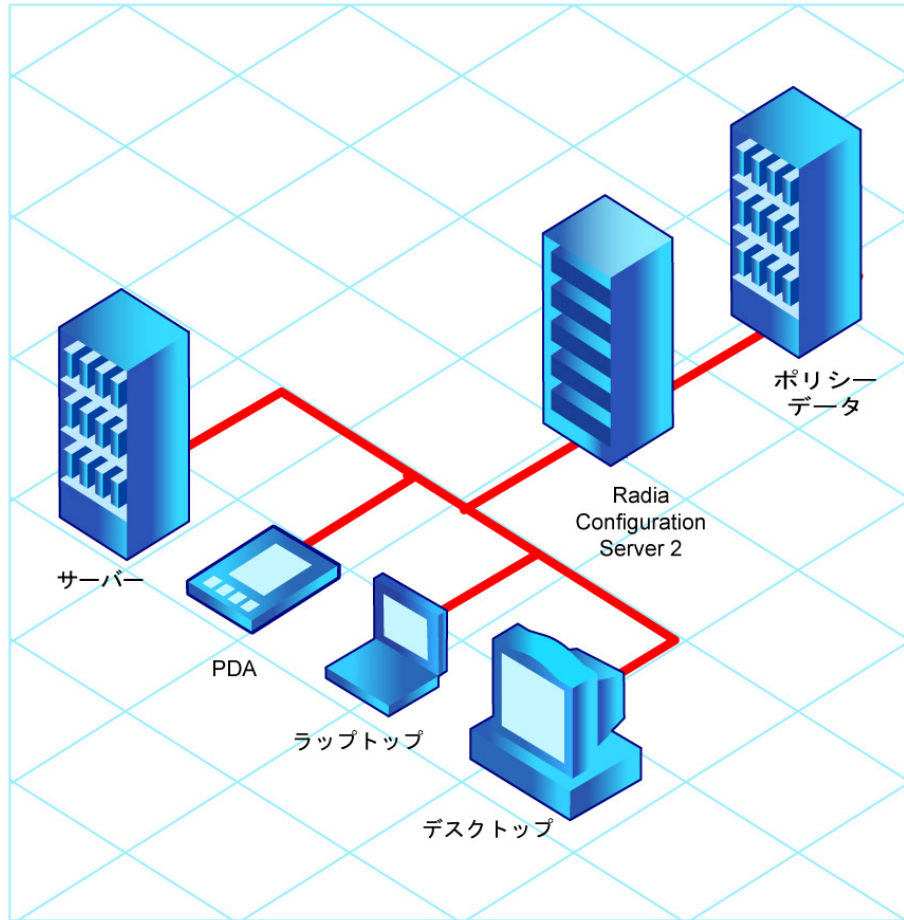 ポリシー
データ
Radia
Configuration
Server 2
サーバー
PDA
ラップトップ
デスクトップ